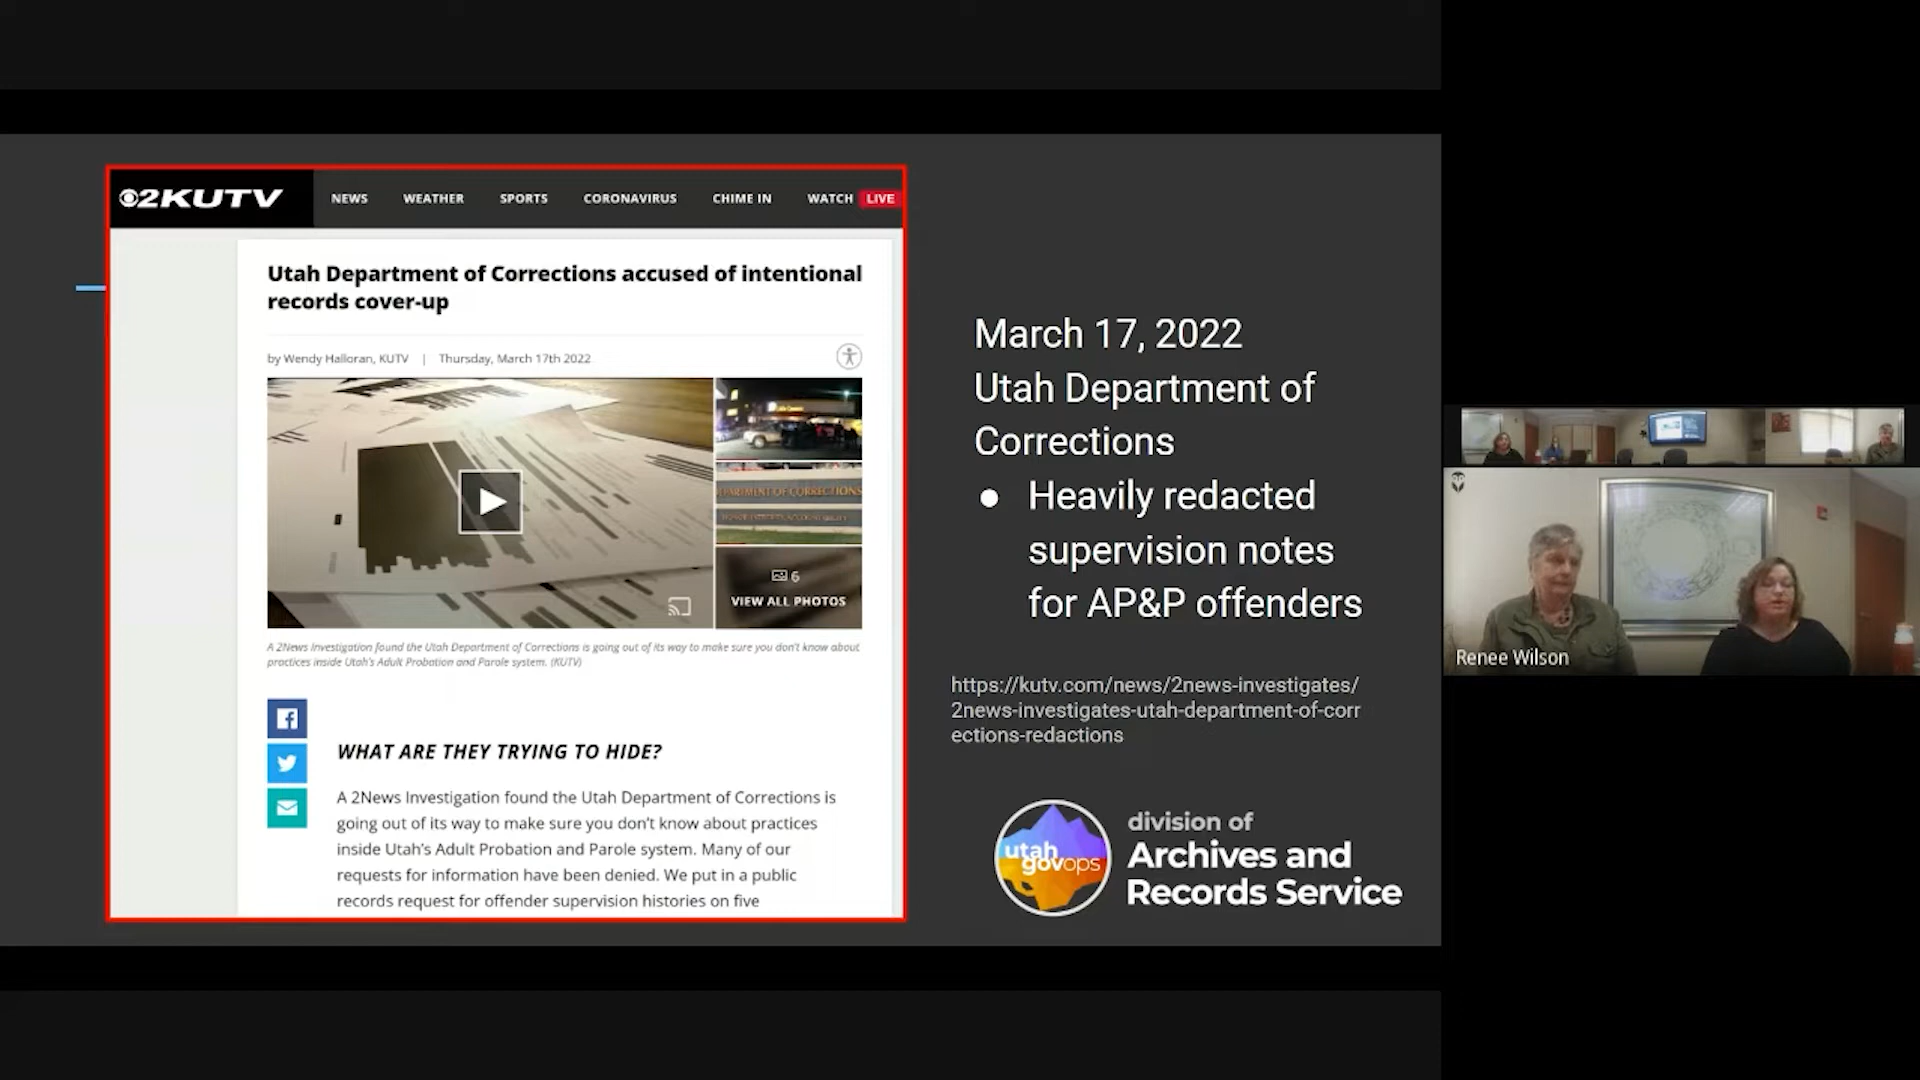 2KUTV
NEWS WEATHER SPORTS CORONAVIRUS CHIME IN WATCH LIVE
Utah Department of Corrections accused of intentional
records cover-up
by Wendy Halloran, KUTV | Thursday, March 17th 2022
DEPARTMENT OF CORRECTIONS
6
VIEW ALL PHOTOS
A 2News Investigation found the Utah Department of Corrections is going out of its way to make sure you don't know about
practices inside Utah's Adult Probation and Parole system. (KUTV)
WHAT ARE THEY TRYING TO HIDE?
A 2News Investigation found the Utah Department of Corrections is
going out of its way to make sure you don't know about practices
inside Utah's Adult Probation and Parole system. Many of our
requests for information have been denied. We put in a public
records request for offender supervision histories on five
March 17, 2022
Utah Department of
Corrections
● Heavily redacted
supervision notes
for AP&P offenders
https://kutv.com/news/2news-investigates/
2news-investigates-utah-department-of-corr
ections-redactions
utah
govops
division of
Archives and
Records Service
Renee Wilson